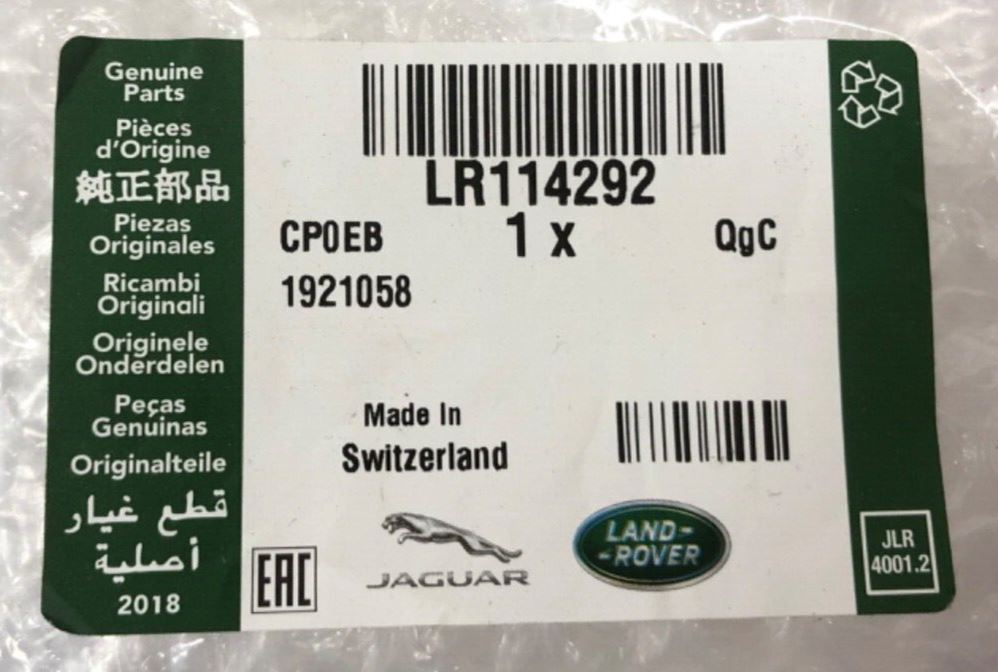 Genuine
Parts
Pièces
d'Origine
純正部品
Piezas
Originales
Ricambi
Originali
Originele
Onderdelen
Peças
Genuinas
Originalteile
قطع غيار
أصلية
2018
LR114292
CP0EB 1 x QgC
1921058
Made In
Switzerland
EAC
JAGUAR
LAND-
-ROVER
JLR
4001.2